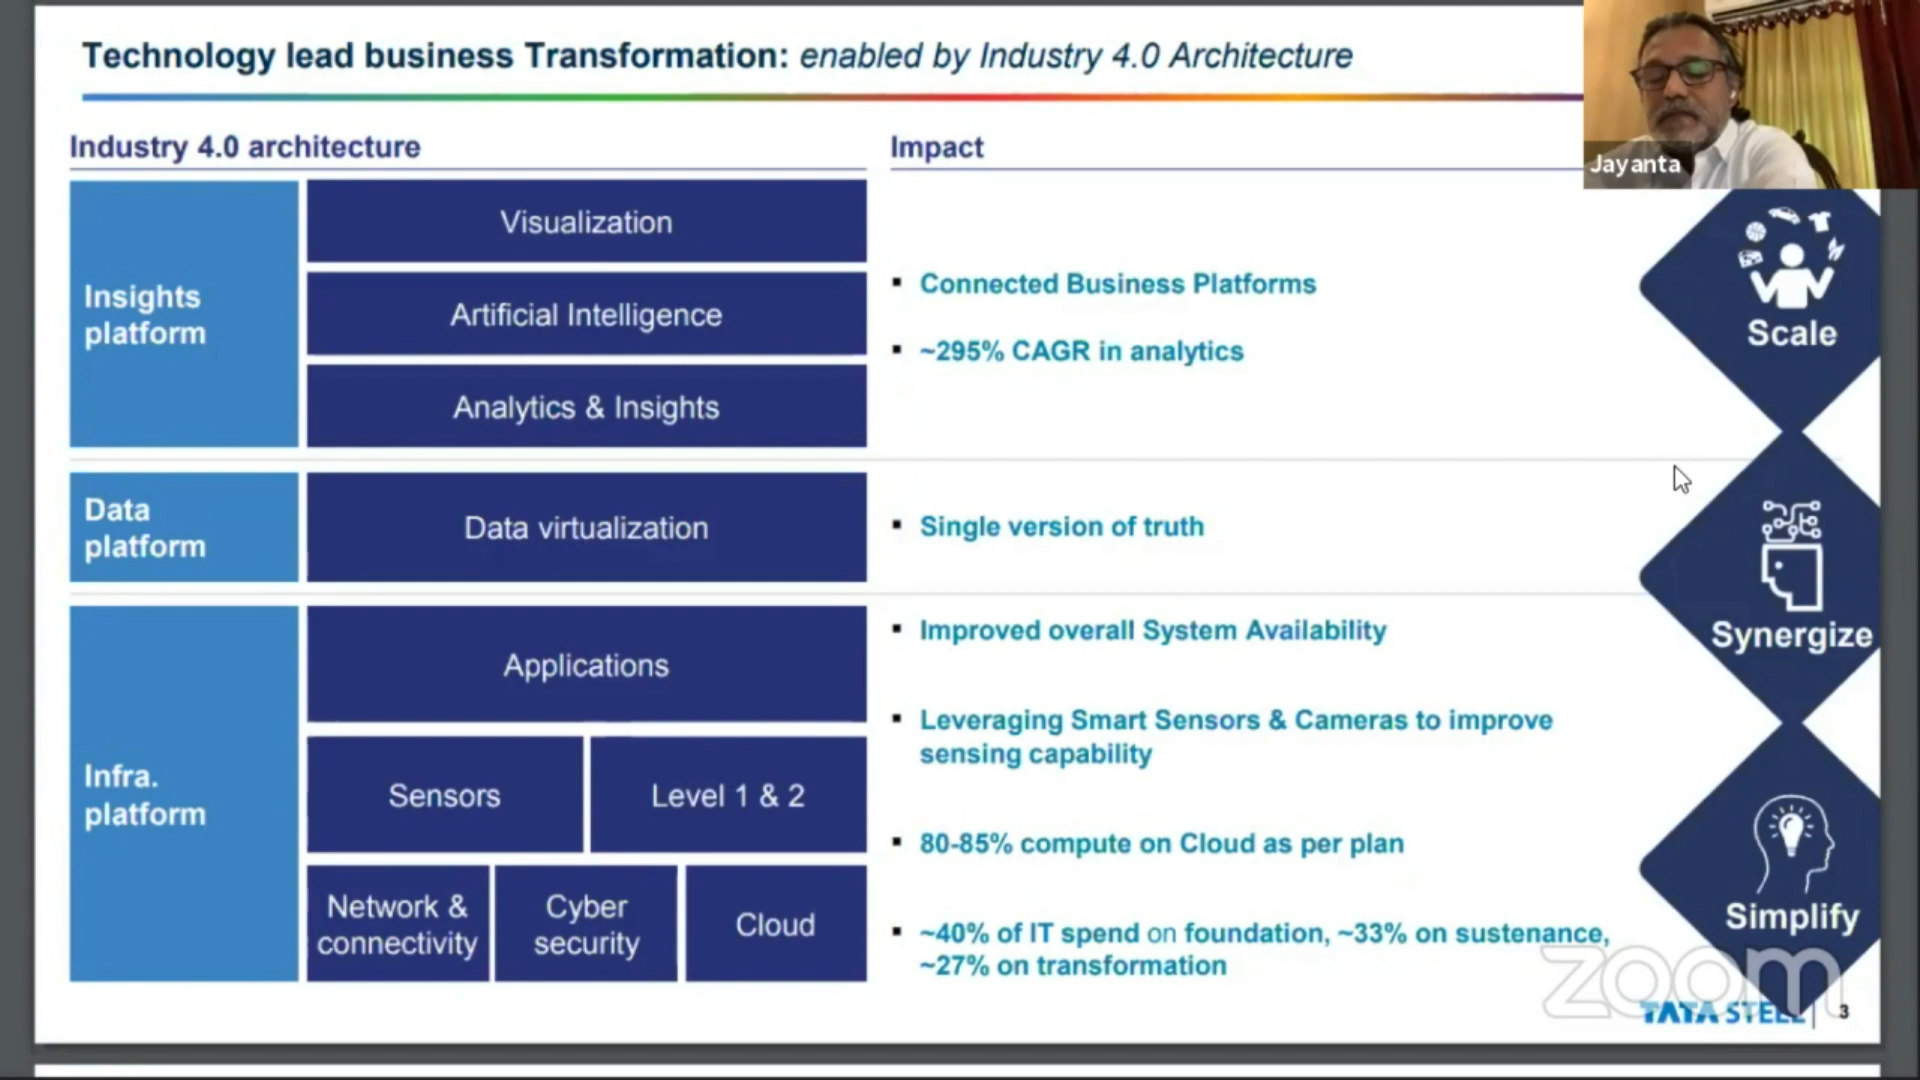 Technology lead business Transformation: enabled by Industry 4.0 Architecture
Jayanta
Industry 4.0 architecture
Impact
Insights
platform
Visualization
Artificial Intelligence
Analytics & Insights
▪ Connected Business Platforms
▪ ~295% CAGR in analytics
Scale
Data
platform
Data virtualization
▪ Single version of truth
Synergize
Infra.
platform
Applications
Sensors
Level 1 & 2
Network &
connectivity
Cyber
security
Cloud
▪ Improved overall System Availability
▪ Leveraging Smart Sensors & Cameras to improve
sensing capability
▪ 80-85% compute on Cloud as per plan
▪ ~40% of IT spend on foundation, ~33% on sustenance,
~27% on transformation
Simplify
zoom
TATA STEEL
3